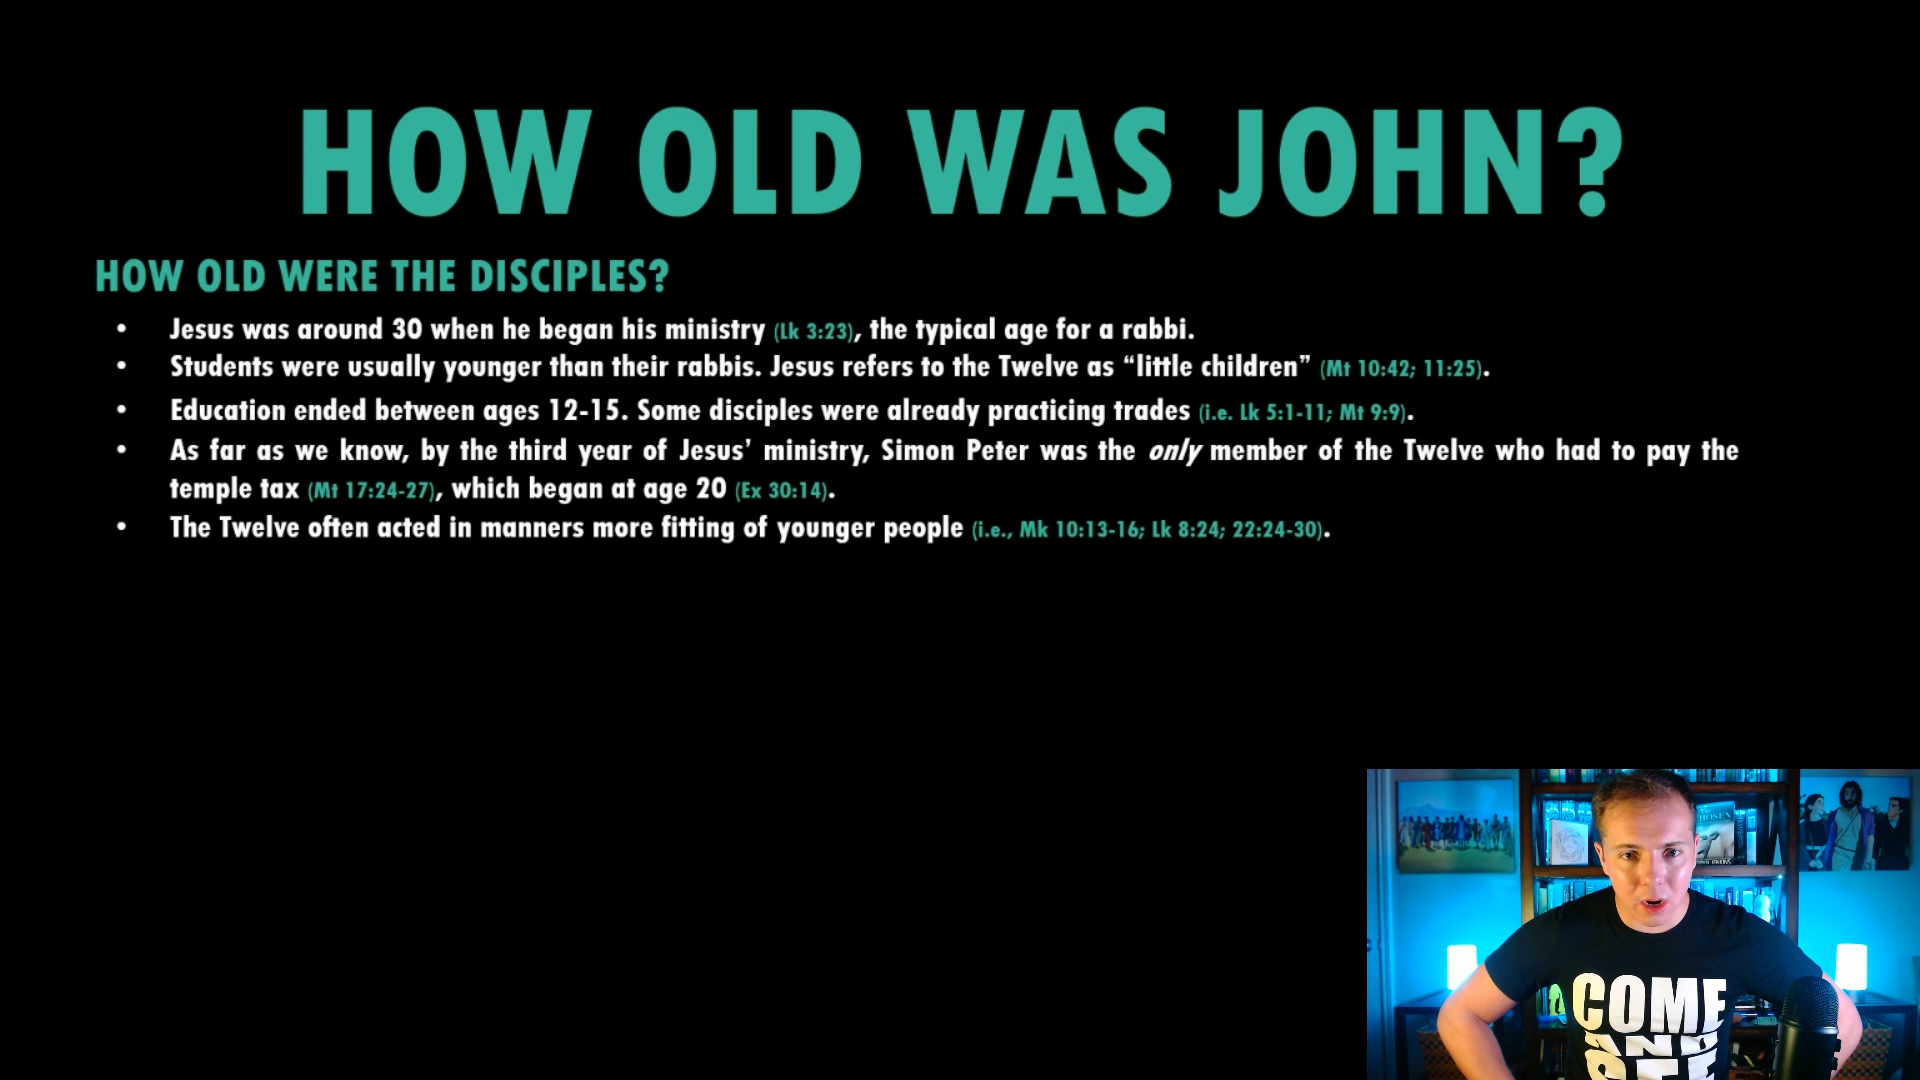 HOW OLD WAS JOHN?
HOW OLD WERE THE DISCIPLES?
• Jesus was around 30 when he began his ministry (Lk 3:23), the typical age for a rabbi.
• Students were usually younger than their rabbis. Jesus refers to the Twelve as “little children” (Mt 10:42; 11:25).
• Education ended between ages 12-15. Some disciples were already practicing trades (i.e. Lk 5:1-11; Mt 9:9).
• As far as we know, by the third year of Jesus’ ministry, Simon Peter was the only member of the Twelve who had to pay the
temple tax (Mt 17:24-27), which began at age 20 (Ex 30:14).
• The Twelve often acted in manners more fitting of younger people (i.e., Mk 10:13-16; Lk 8:24; 22:24-30).
COME
AND
SEE